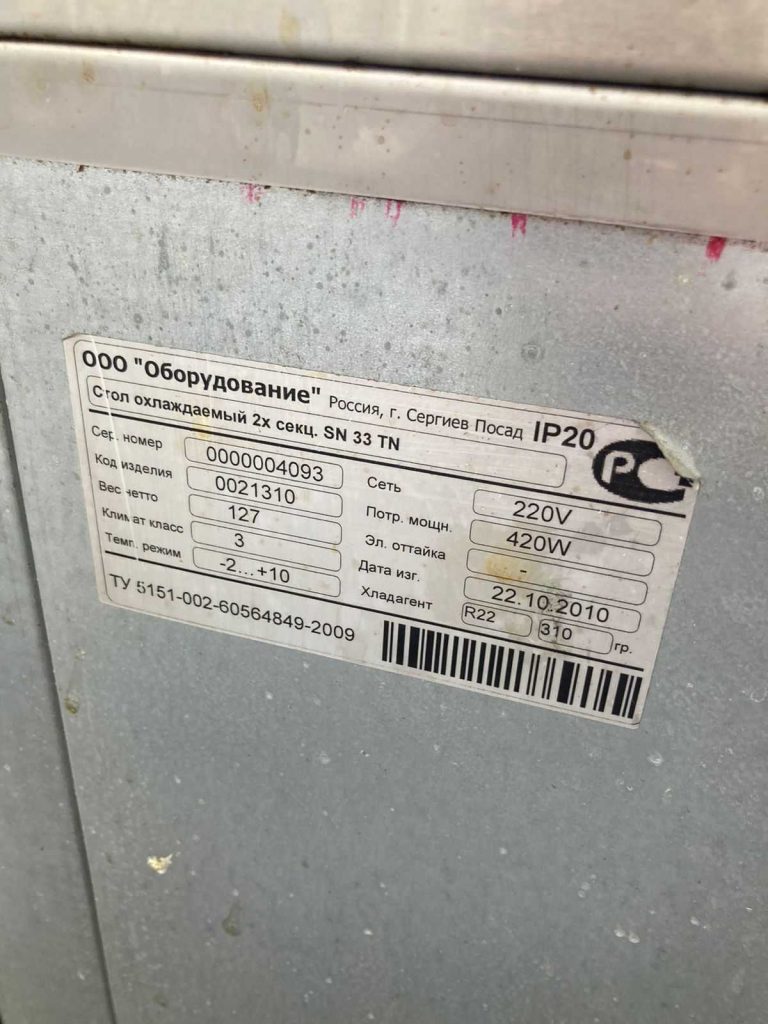 ООО "Оборудование" Россия, г. Сергиев Посад IP20 РС
Стол охлаждаемый 2х секц. SN 33 TN
Сер. номер 0000004093 Сеть 220V
Код изделия 0021310 Потр. мощн. 420W
Вес нетто 127 Эл. оттайка -
Климат класс 3 Дата изг. 22.10.2010
Темп. режим -2...+10 Хладагент R22 310 гр.
ТУ 5151-002-60564849-2009